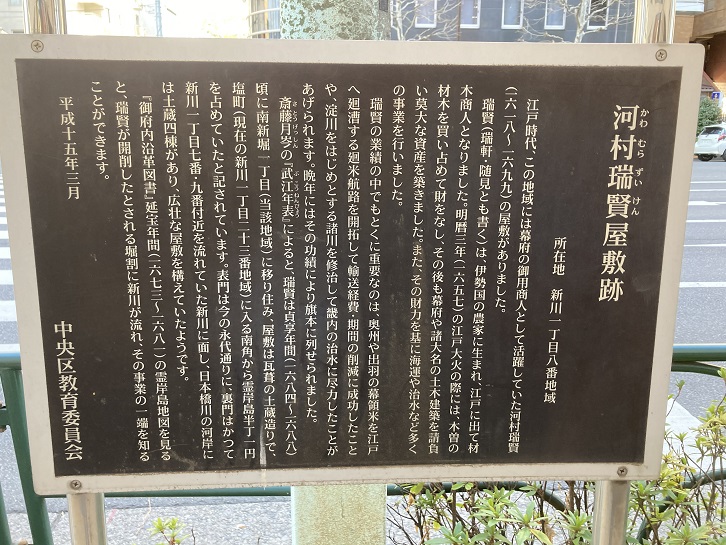 河村瑞賢屋敷跡
かわ むら ずい けん
所在地 新川一丁目八番地域
江戸時代、この地域には幕府の御用商人として活躍していた河村瑞賢
(一六一八~一六九九)の屋敷がありました。
瑞賢(瑞軒・随見とも書く)は、伊勢国の農家に生まれ、江戸に出て材
木商人となりました。明暦三年(一六五七)の江戸大火の際には、木曽の
材木を買い占めて財をなし、その後も幕府や諸大名の土木建築を請負
い莫大な資産を築きました。また、その財力を基に海運や治水など多く
の事業を行いました。
瑞賢の業績の中でもとくに重要なのは、奥州や出羽の幕領米を江戸
へ廻漕する廻米航路を開拓して輸送経費・期間の削減に成功したこと
や、淀川をはじめとする諸川を修治して畿内の治水に尽力したことが
あげられます。晩年にはその功績により旗本に列せられました。
斎藤月岑の『武江年表』によると、瑞賢は貞享年間(一六八四~一六八八)
さいとうげっしん ぶこうねんぴょう
頃に南新堀一丁目(当該地域)に移り住み、屋敷は瓦葺の土蔵造りで、
塩町(現在の新川一丁目二十三番地域)に入る南角から霊岸島半丁一円
を占めていたと記されています。表門は今の永代通りに、裏門はかつて
新川一丁目七番・九番付近を流れていた新川に面し、日本橋川の河岸に
は土蔵四棟があり、広壮な屋敷を構えていたようです。
『御府内沿革図書』延宝年間(一六七三~一六八一)の霊岸島地図を見る
と、瑞賢が開削したとされる堀割に新川が流れ、その事業の一端を知る
ことができます。
平成十五年三月
中央区教育委員会